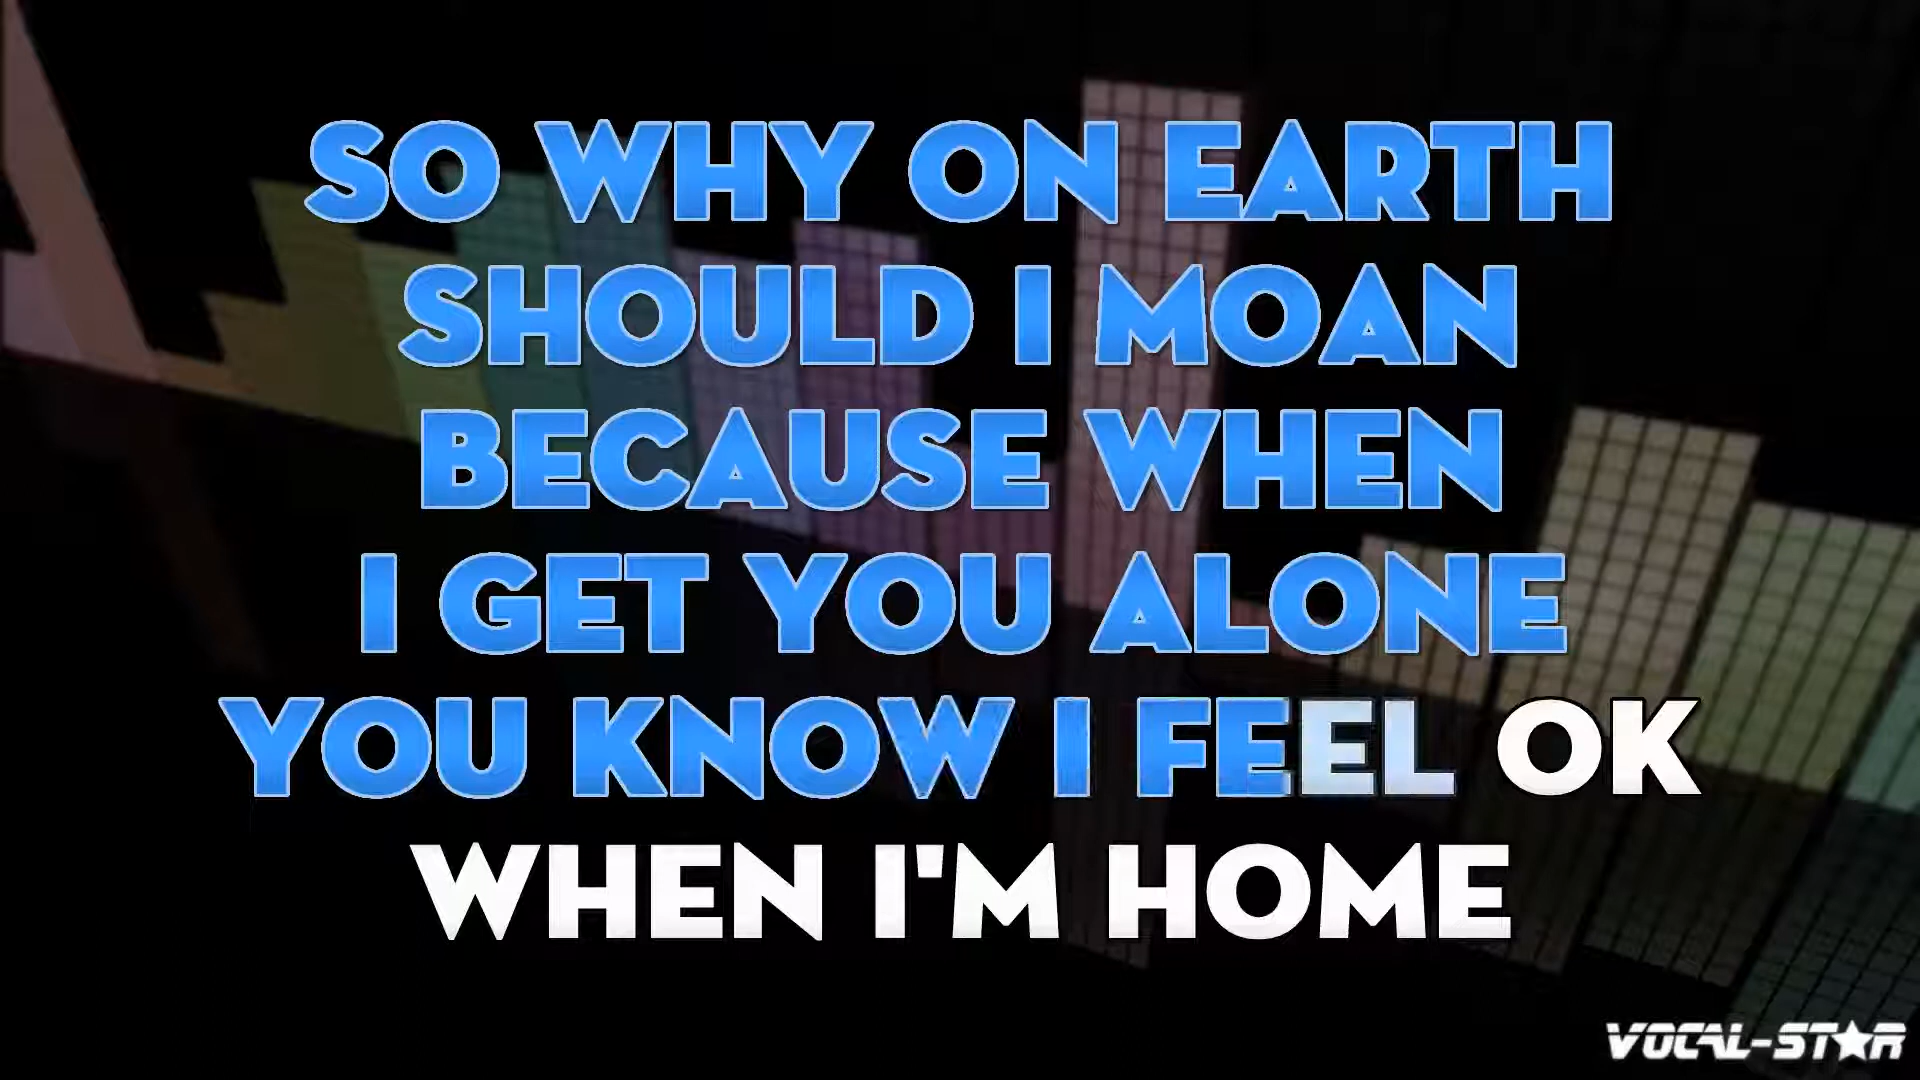 SO WHY ON EARTH
SHOULD I MOAN
BECAUSE WHEN
I GET YOU ALONE
YOU KNOW I FEEL OK
WHEN I'M HOME
VOCAL-STAR